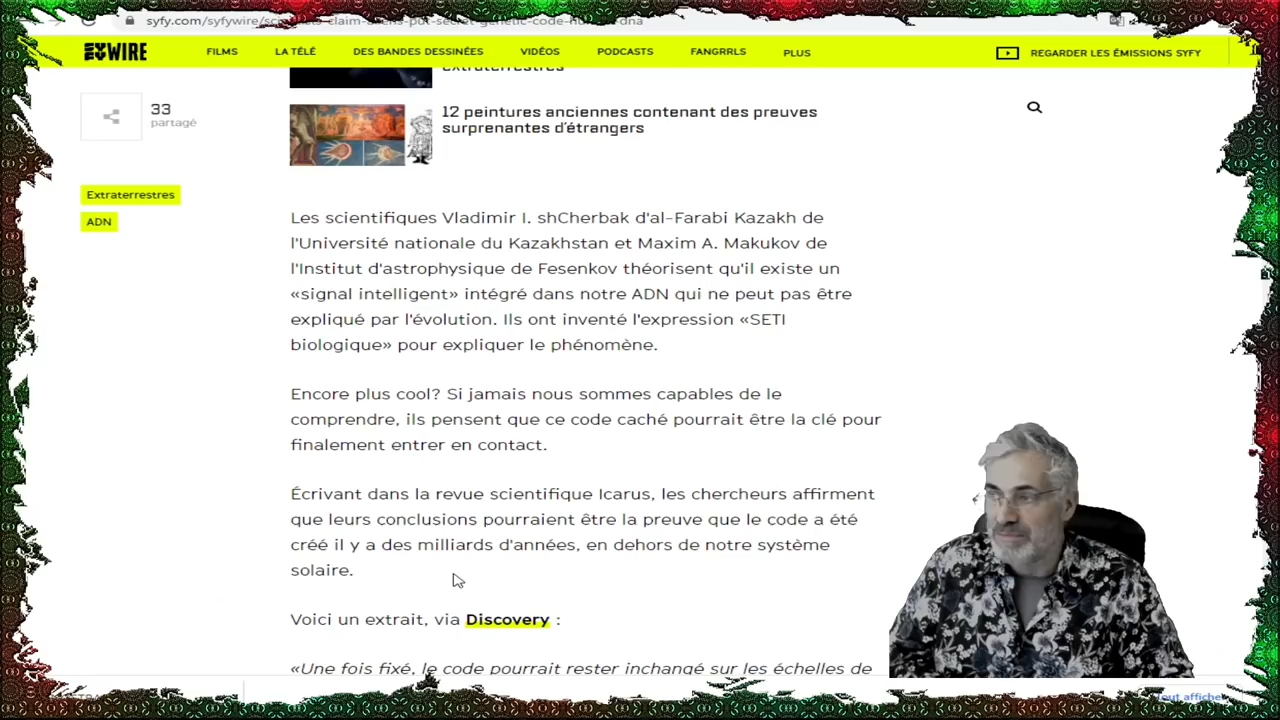 WIRE
FILMS
LA TÉLÉ
DES BANDES DESSINÉES
VIDÉOS
PODCASTS
FANGRRLS
PLUS
REGARDER LES ÉMISSIONS SYFY
extraterrestres
33
partagé
12 peintures anciennes contenant des preuves
surprenantes d'étrangers
Extraterrestres
ADN
Les scientifiques Vladimir I. shCherbak d'al-Farabi Kazakh de
l'Université nationale du Kazakhstan et Maxim A. Makukov de
l'Institut d'astrophysique de Fesenkov théorisent qu'il existe un
«signal intelligent» intégré dans notre ADN qui ne peut pas être
expliqué par l'évolution. Ils ont inventé l'expression «SETI
biologique» pour expliquer le phénomène.
Encore plus cool? Si jamais nous sommes capables de le
comprendre, ils pensent que ce code caché pourrait être la clé pour
finalement entrer en contact.
Écrivant dans la revue scientifique Icarus, les chercheurs affirment
que leurs conclusions pourraient être la preuve que le code a été
créé il y a des milliards d'années, en dehors de notre système
solaire.
Voici un extrait, via Discovery :
«Une fois fixé, le code pourrait rester inchangé sur les échelles de